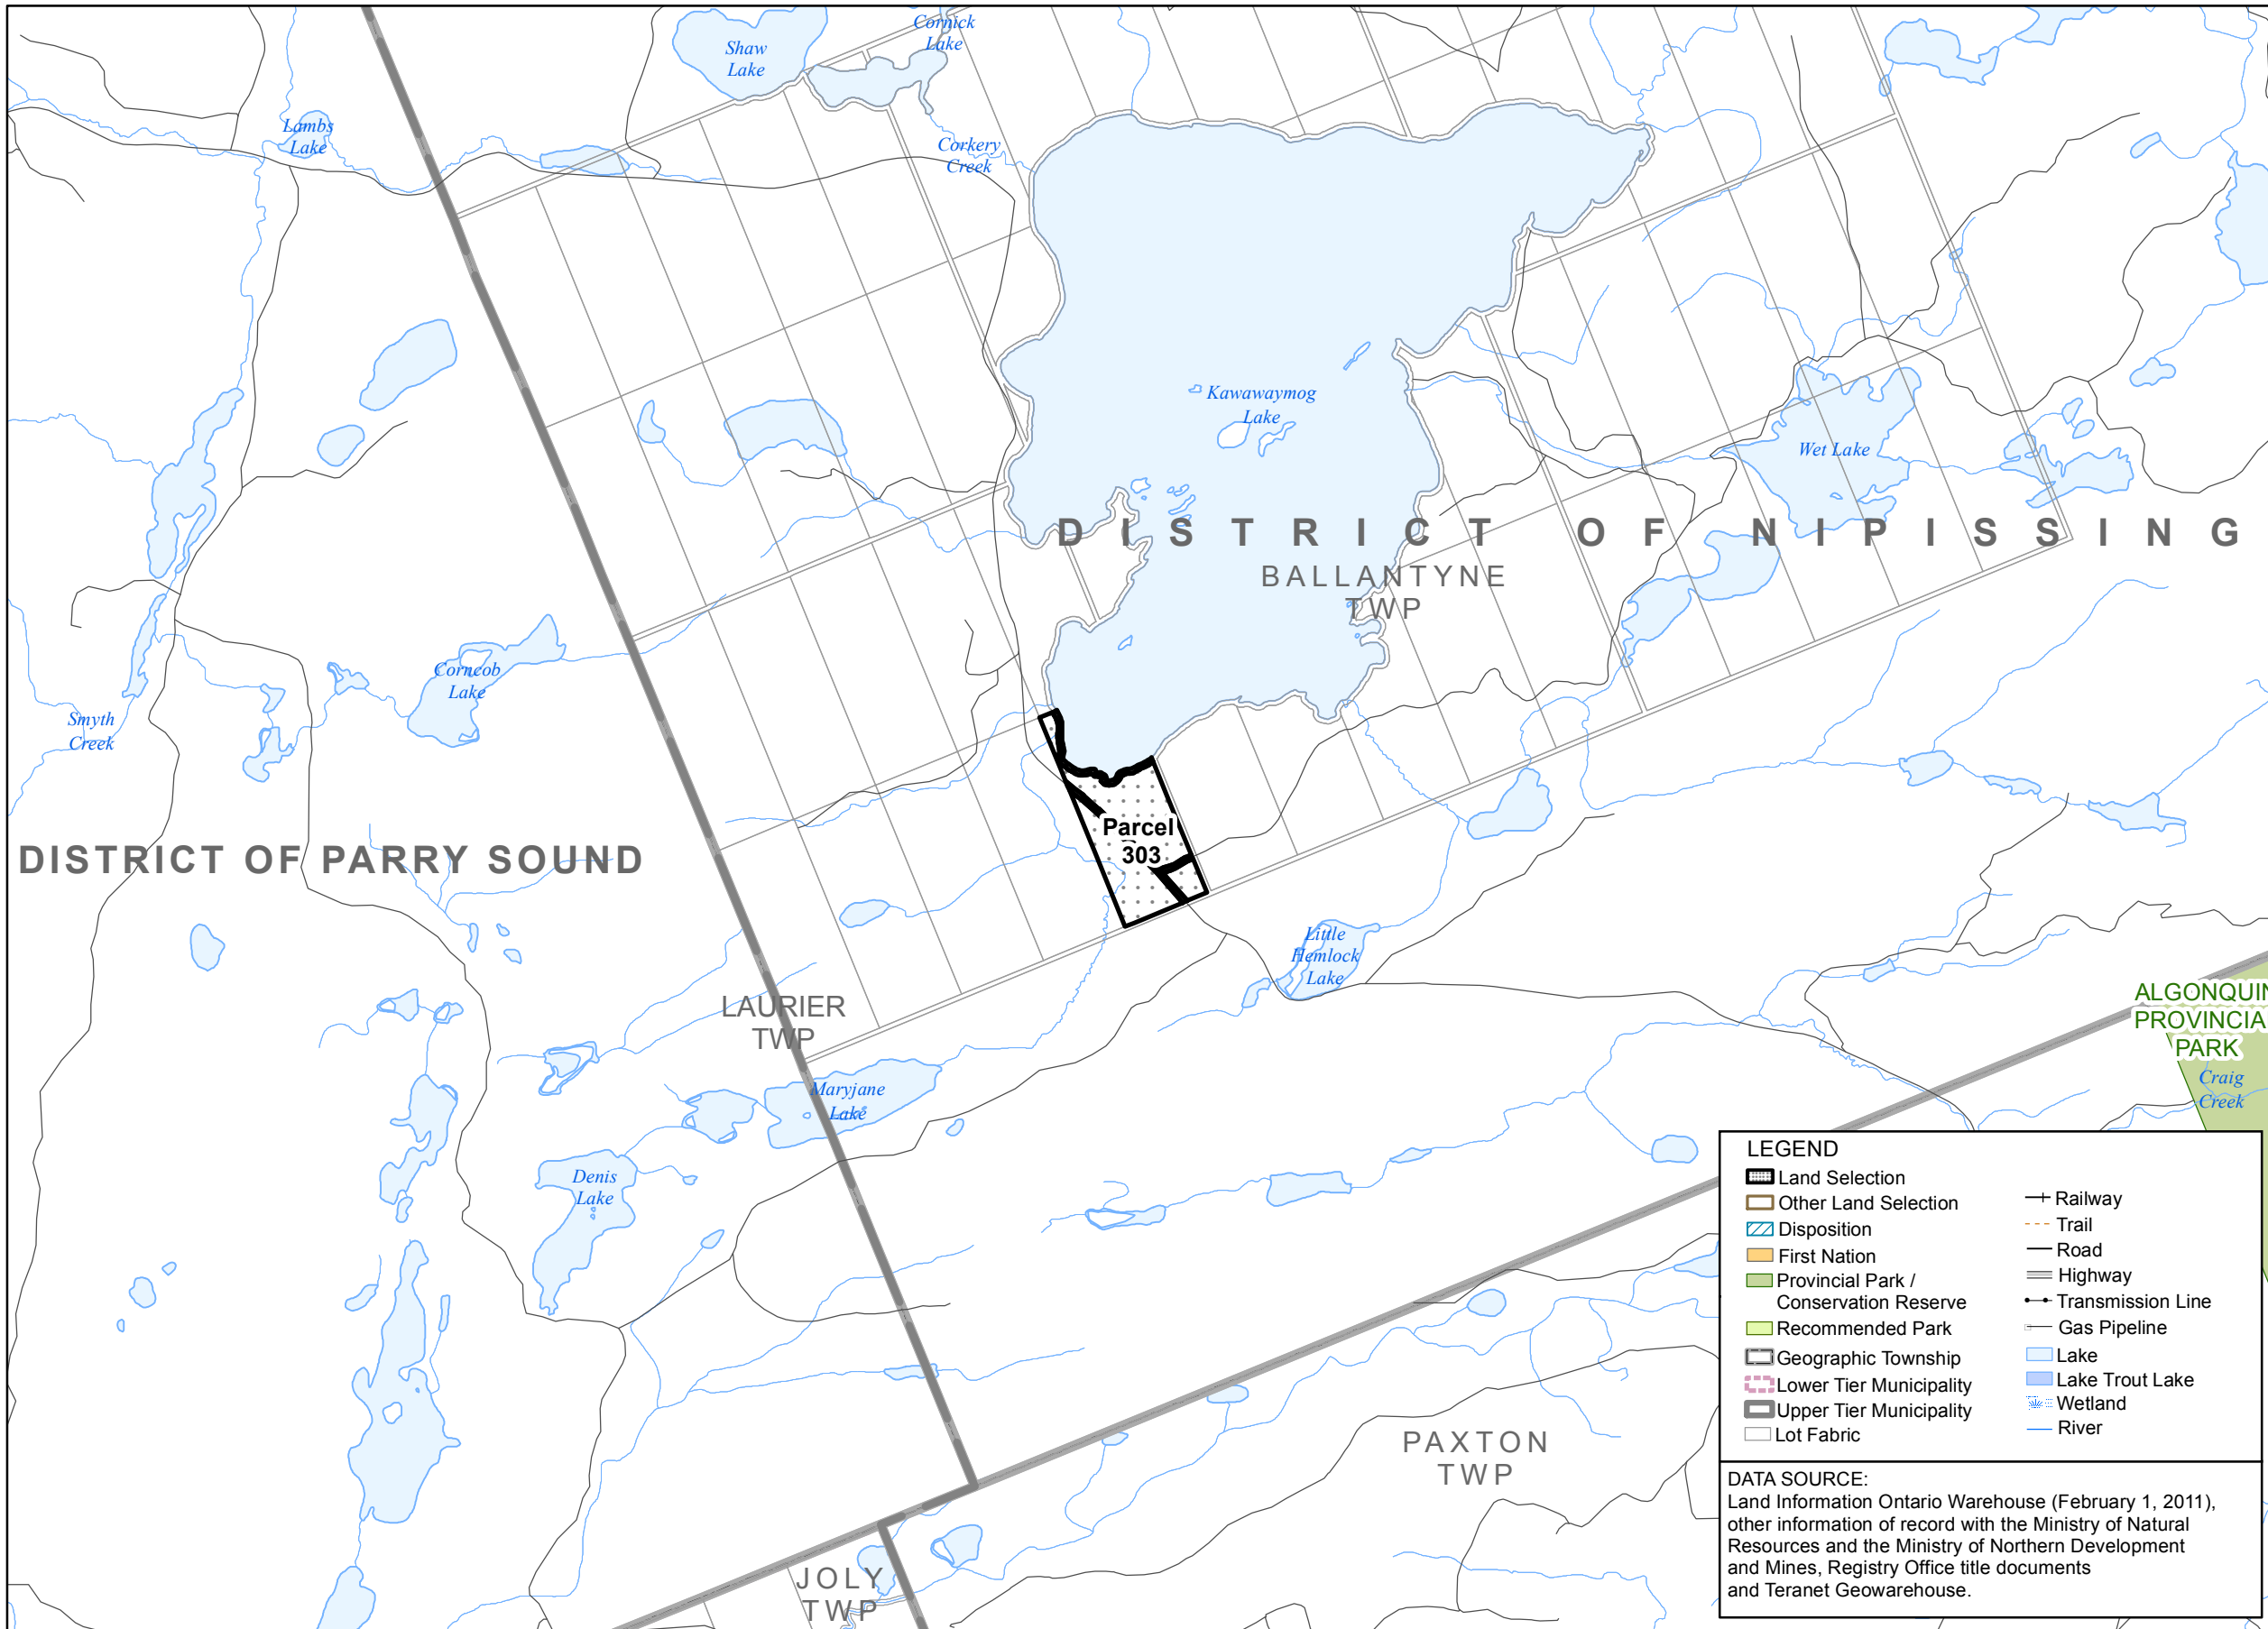 Cornick
Lake
Shaw
Lake
Lambs
Lake
Corkery
Creek
Kawawaymog
Lake
Wet Lake
DISTRICT OF NIPISSING
BALLANTYNE
TWP
Corncob
Lake
Smyth
Creek
Parcel
303
DISTRICT OF PARRY SOUND
Little
Hemlock
Lake
LAURIER
TWP
ALGONQUIN
PROVINCIA
PARK
Craig
Creek
Maryjane
Lake
Denis
Lake
PAXTON
TWP
JOLY
TWP
LEGEND
Land Selection
Other Land Selection
Disposition
First Nation
Provincial Park /
Conservation Reserve
Recommended Park
Geographic Township
Lower Tier Municipality
Upper Tier Municipality
Lot Fabric
Railway
Trail
Road
Highway
Transmission Line
Gas Pipeline
Lake
Lake Trout Lake
Wetland
River
DATA SOURCE:
Land Information Ontario Warehouse (February 1, 2011),
other information of record with the Ministry of Natural
Resources and the Ministry of Northern Development
and Mines, Registry Office title documents
and Teranet Geowarehouse.